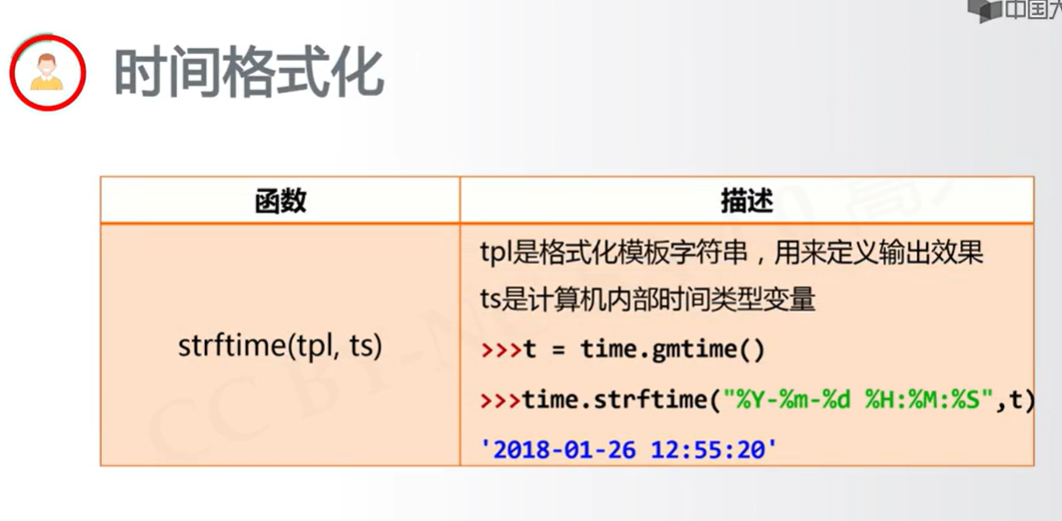 中国大
时间格式化
函数
描述
strftime(tpl, ts)
tpl是格式化模板字符串，用来定义输出效果
ts是计算机内部时间类型变量
>>>t = time.gmtime()
>>>time.strftime("%Y-%m-%d %H:%M:%S",t)
'2018-01-26 12:55:20'
CC BY-N